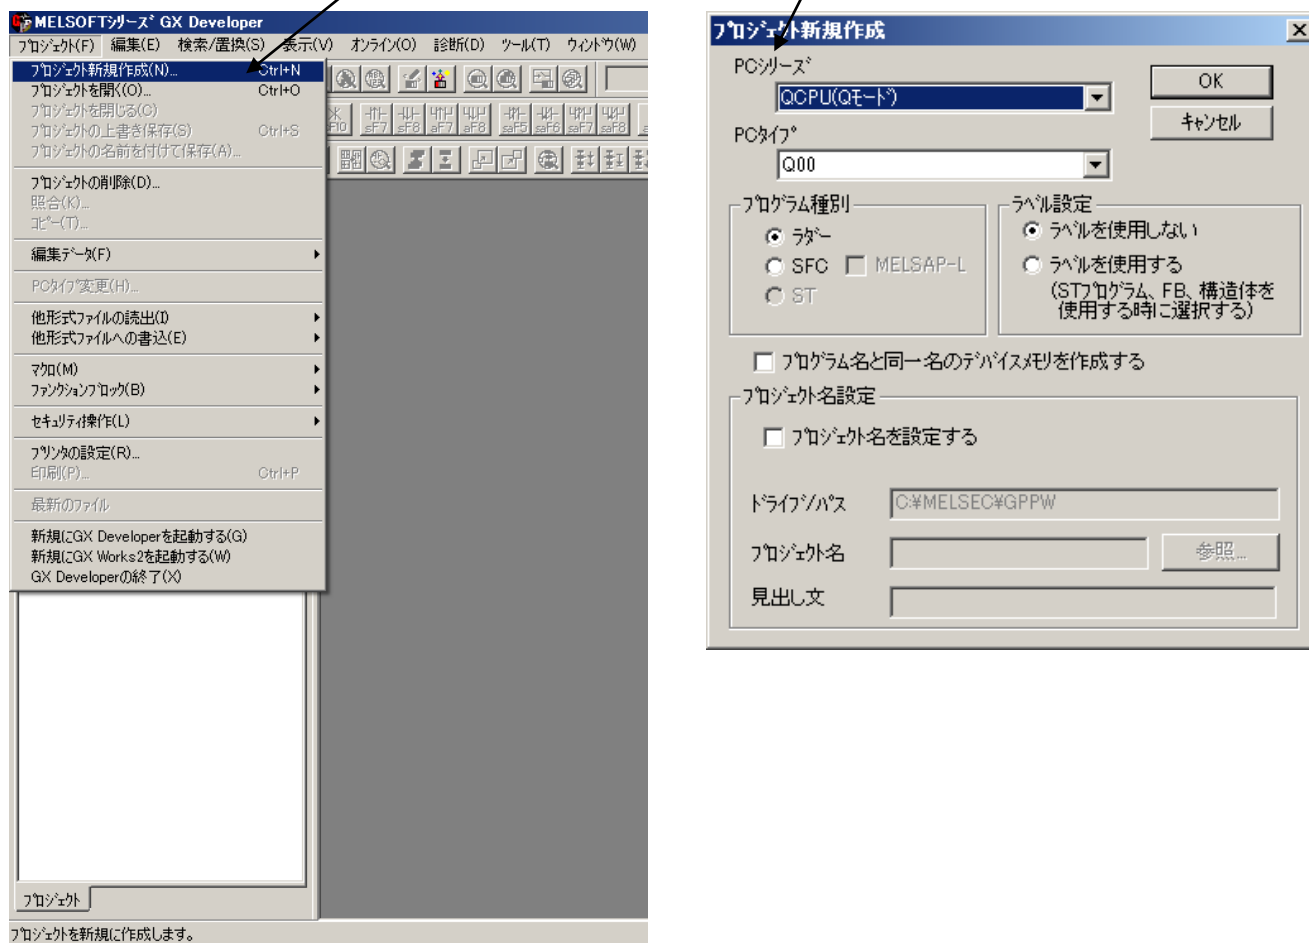 MELSOFTシリーズ GX Developer
プロジェクト(F) 編集(E) 検索/置換(S) 表示(V) オンライン(O) 診断(D) ツール(T) ウィンドウ(W)
プロジェクト新規作成(N)... Ctrl+N
プロジェクトを開く(O)... Ctrl+O
プロジェクトを閉じる(C)
プロジェクトの上書き保存(S) Ctrl+S
プロジェクトの名前を付けて保存(A)...
プロジェクトの削除(D)...
照合(K)...
コピー(T)...
編集データ(F)
PCタイプ変更(H)...
他形式ファイルの読出(I)
他形式ファイルへの書込(E)
マクロ(M)
ファンクションブロック(B)
セキュリティ操作(L)
プリンタの設定(R)...
印刷(P)... Ctrl+P
最新のファイル
新規にGX Developerを起動する(G)
新規にGX Works2を起動する(W)
GX Developerの終了(X)
F10 sF7 sF8 aF7 aF8 saF5 saF6 saF7 saF8
プロジェクト
プロジェクトを新規に作成します。
プロジェクト新規作成
PCシリーズ
QCPU(Qモード)
OK
キャンセル
PCタイプ
Q00
プログラム種別
ラダー
SFC MELSAP-L
ST
ラベル設定
ラベルを使用しない
ラベルを使用する
(STプログラム、FB、構造体を
使用する時に選択する)
プログラム名と同一名のデバイスメモリを作成する
プロジェクト名設定
プロジェクト名を設定する
ドライブ/パス C:¥MELSEC¥GPPW
プロジェクト名 参照...
見出し文